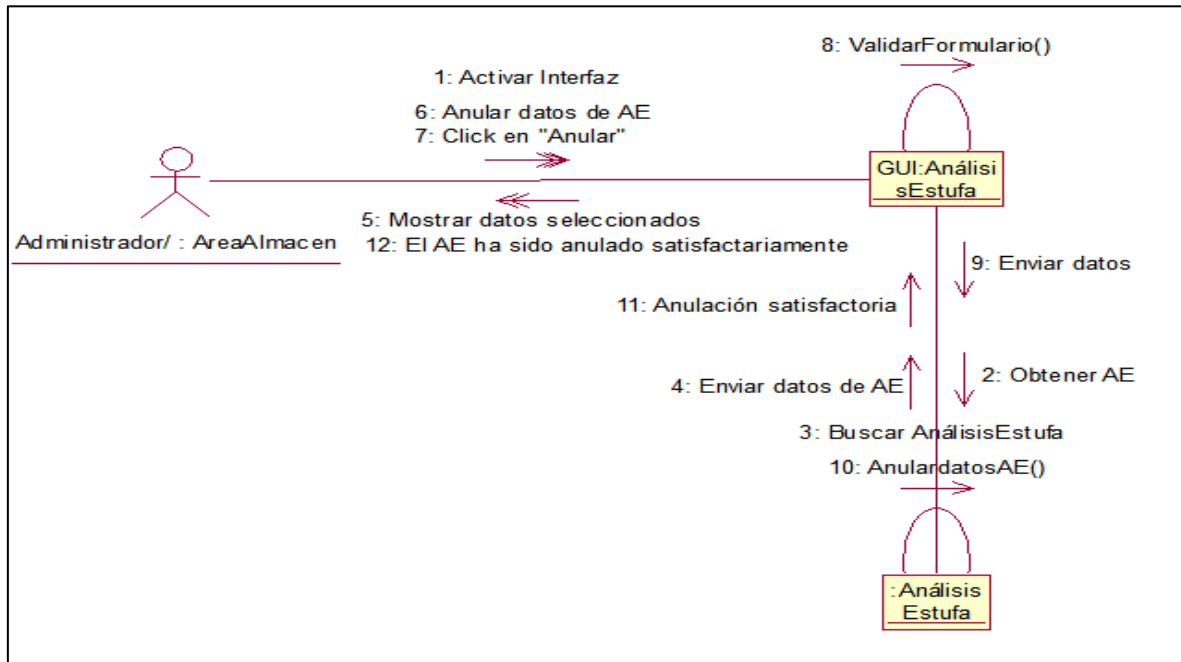 8: ValidarFormulario()
1: Activar Interfaz
6: Anular datos de AE
7: Click en "Anular"
GUI:Análisi
sEstufa
Administrador/ : AreaAlmacen
5: Mostrar datos seleccionados
12: El AE ha sido anulado satisfactariamente
9: Enviar datos
11: Anulación satisfactoria
4: Enviar datos de AE
2: Obtener AE
3: Buscar AnálisisEstufa
10: AnulardatosAE()
:Análisis
Estufa